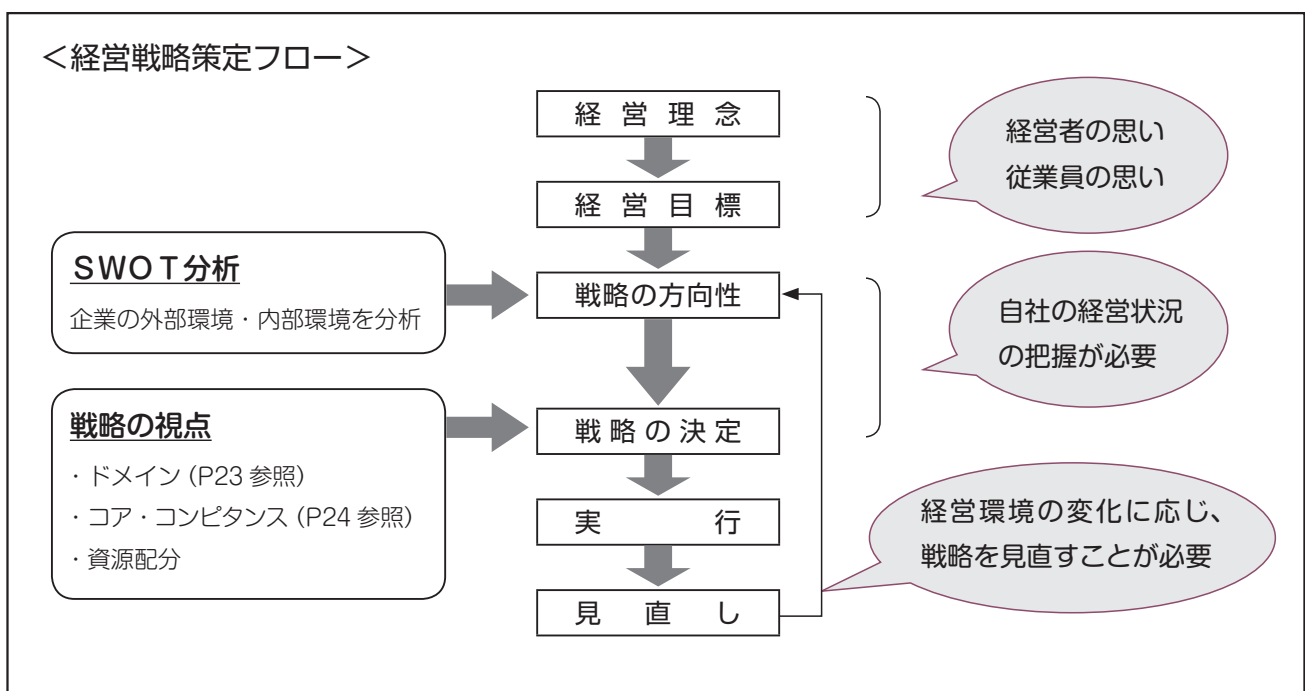 ＜経営戦略策定フロー＞
経営理念
経営者の思い
従業員の思い
経営目標
SWOT分析
企業の外部環境・内部環境を分析
戦略の方向性
自社の経営状況
の把握が必要
戦略の視点
・ドメイン（P23 参照）
・コア・コンピタンス（P24 参照）
・資源配分
戦略の決定
実行
経営環境の変化に応じ、
戦略を見直すことが必要
見直し